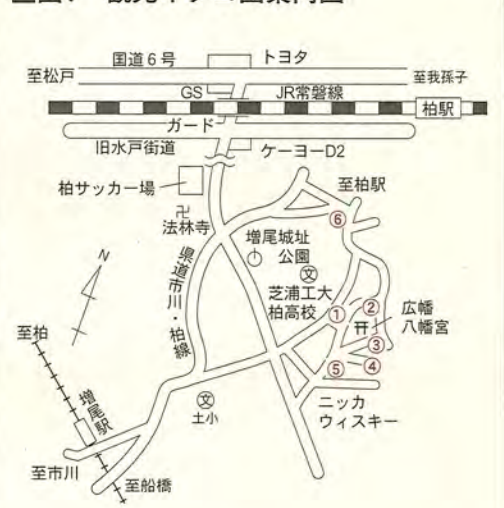 国道6号
トヨタ
至松戸
至我孫子
GS
JR常磐線
柏駅
ガード
旧水戸街道
ケーヨーD2
柏サッカー場
至柏駅
卍
法林寺
⑥
増尾城址
公園
県道市川・柏線
文
芝浦工大
柏高校
N
①
②
広幡
八幡宮
③
④
⑤
至柏
増尾駅
文
土小
ニッカ
ウィスキー
至市川
至船橋